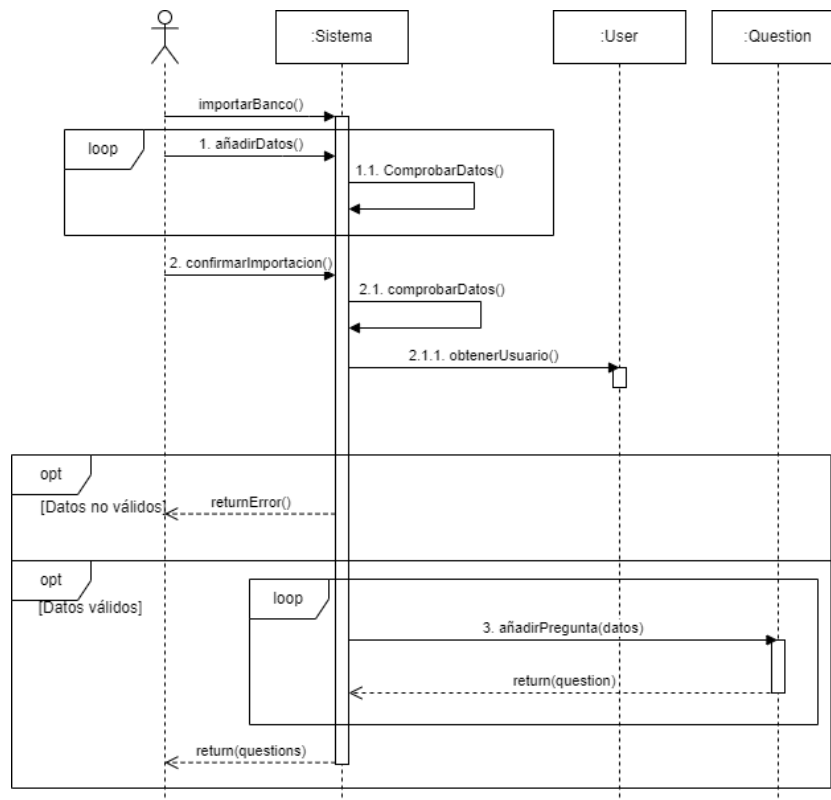 :Sistema
:User
:Question
importarBanco()
loop
1. añadirDatos()
1.1. ComprobarDatos()
2. confirmarImportacion()
2.1. comprobarDatos()
2.1.1. obtenerUsuario()
opt
[Datos no válidos]
returnError()
opt
[Datos válidos]
loop
3. añadirPregunta(datos)
return(question)
return(questions)